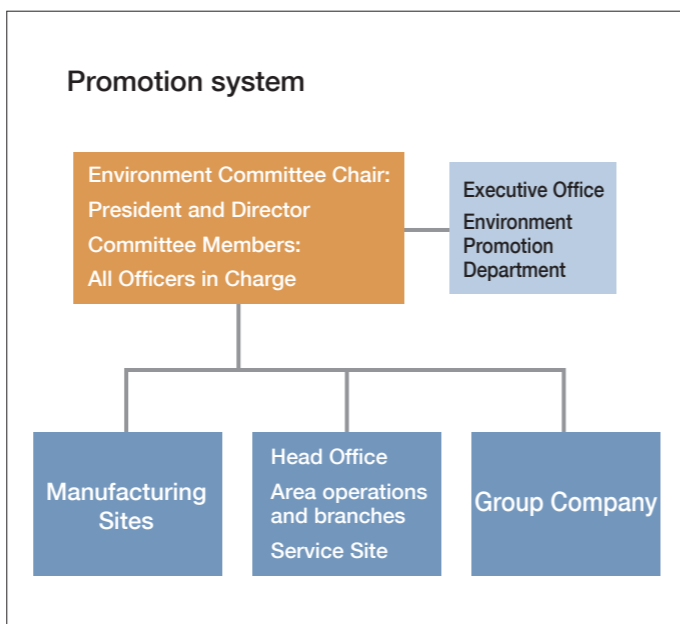 Promotion system
Environment Committee Chair:
President and Director
Committee Members:
All Officers in Charge
Executive Office
Environment
Promotion
Department
Manufacturing
Sites
Head Office
Area operations
and branches
Service Site
Group Company